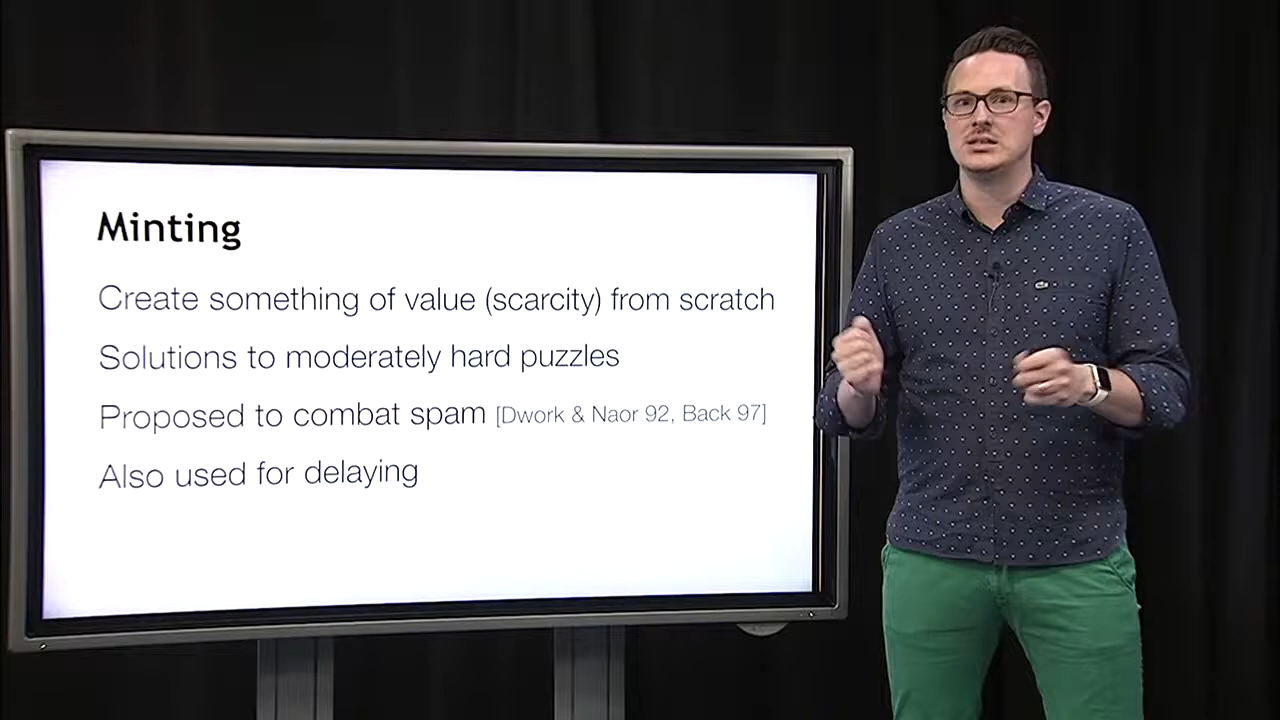 Minting
Create something of value (scarcity) from scratch
Solutions to moderately hard puzzles
Proposed to combat spam [Dwork & Naor 92, Back 97]
Also used for delaying